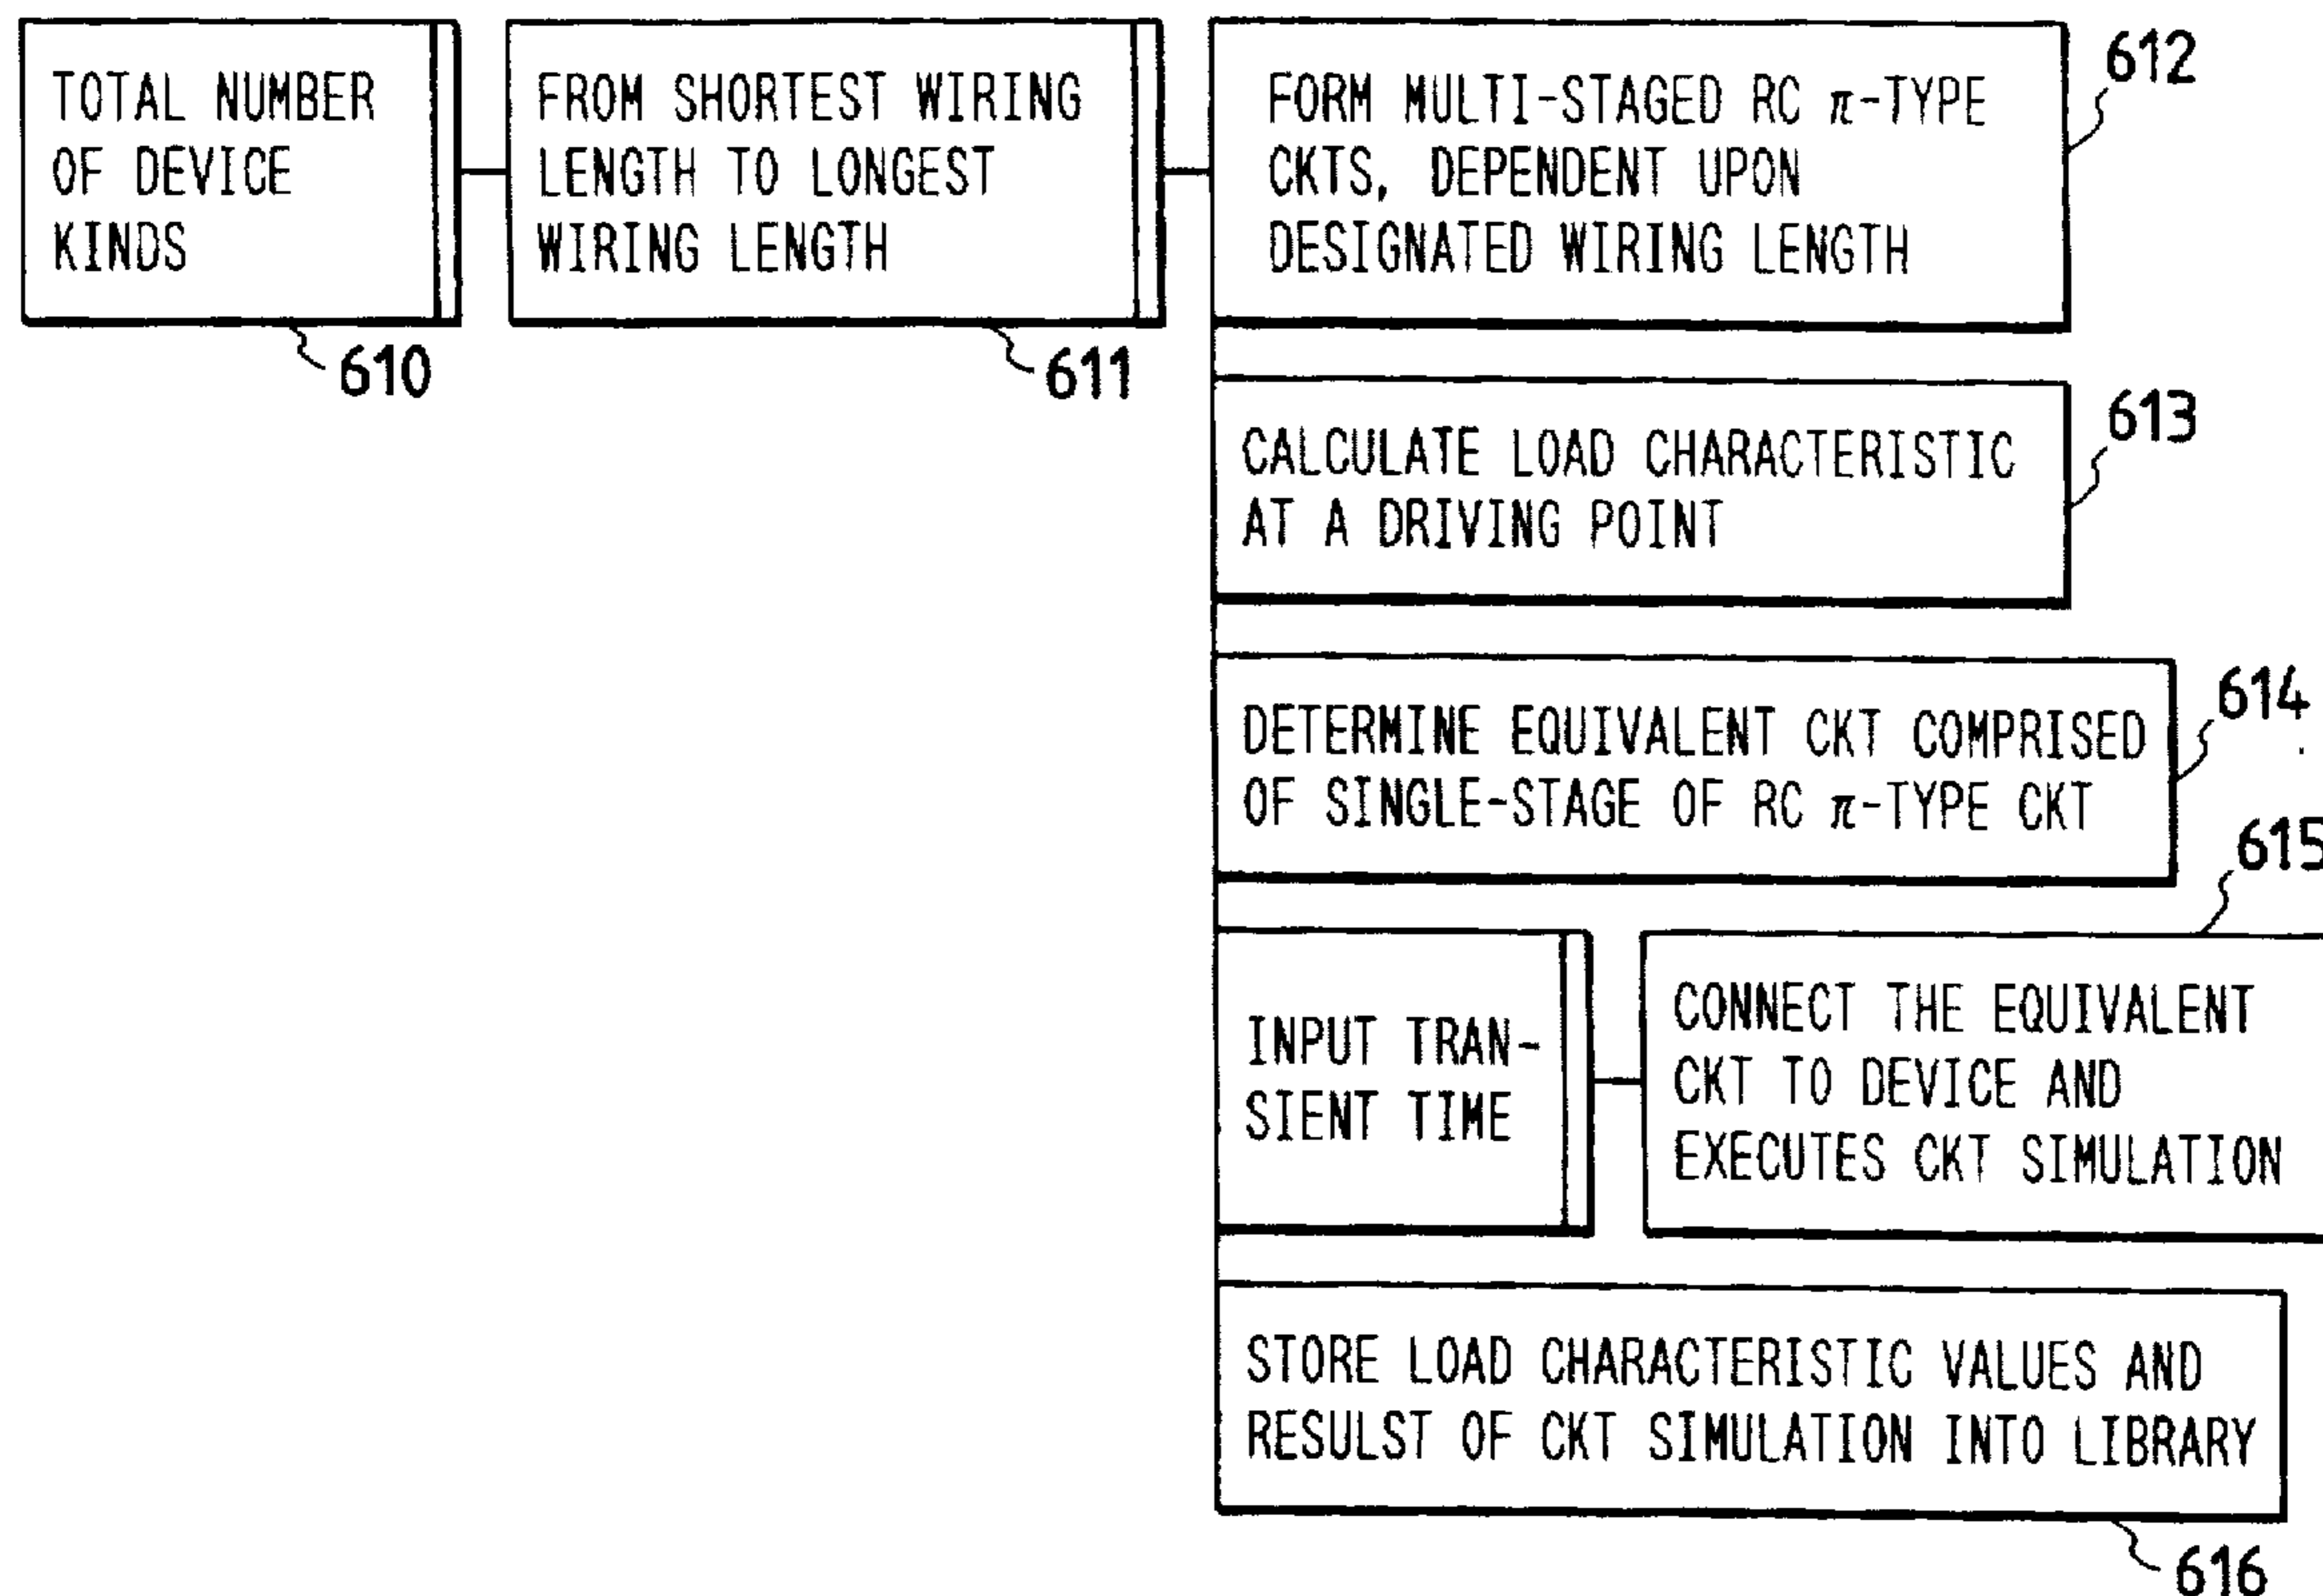 TOTAL NUMBER
OF DEVICE
KINDS
610
FROM SHORTEST WIRING
LENGTH TO LONGEST
WIRING LENGTH
611
FORM MULTI-STAGED RC π-TYPE
CKTS, DEPENDENT UPON
DESIGNATED WIRING LENGTH
612
CALCULATE LOAD CHARACTERISTIC
AT A DRIVING POINT
613
DETERMINE EQUIVALENT CKT COMPRISED
OF SINGLE-STAGE OF RC π-TYPE CKT
614
INPUT TRAN-
SIENT TIME
CONNECT THE EQUIVALENT
CKT TO DEVICE AND
EXECUTES CKT SIMULATION
615
STORE LOAD CHARACTERISTIC VALUES AND
RESULST OF CKT SIMULATION INTO LIBRARY
616